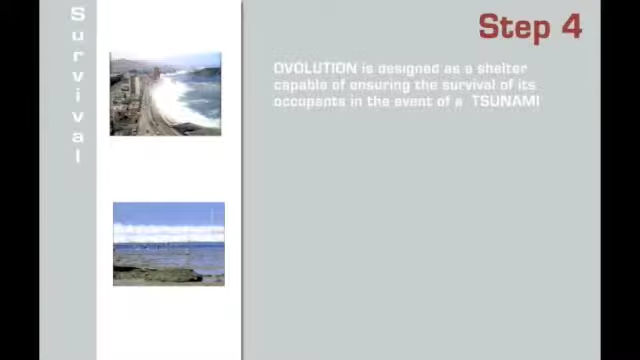 Survival
Step 4
OVOLUTION is designed as a shelter
capable of ensuring the survival of its
occupants in the event of a TSUNAMI